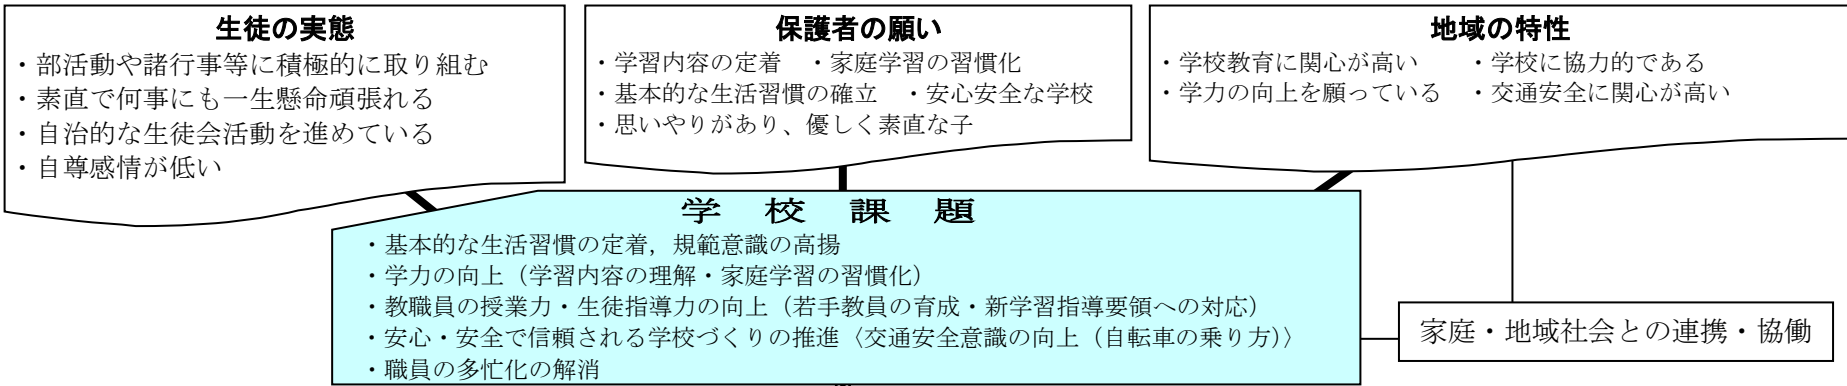 生徒の実態
・部活動や諸行事等に積極的に取り組む
・素直で何事にも一生懸命頑張れる
・自治的な生徒会活動を進めている
・自尊感情が低い
保護者の願い
・学習内容の定着　・家庭学習の習慣化
・基本的な生活習慣の確立　・安心安全な学校
・思いやりがあり、優しく素直な子
地域の特性
・学校教育に関心が高い　・学校に協力的である
・学力の向上を願っている　・交通安全に関心が高い
学　校　課　題
・基本的な生活習慣の定着，規範意識の高揚
・学力の向上（学習内容の理解・家庭学習の習慣化）
・教職員の授業力・生徒指導力の向上（若手教員の育成・新学習指導要領への対応）
・安心・安全で信頼される学校づくりの推進〈交通安全意識の向上（自転車の乗り方）〉
・職員の多忙化の解消
家庭・地域社会との連携・協働